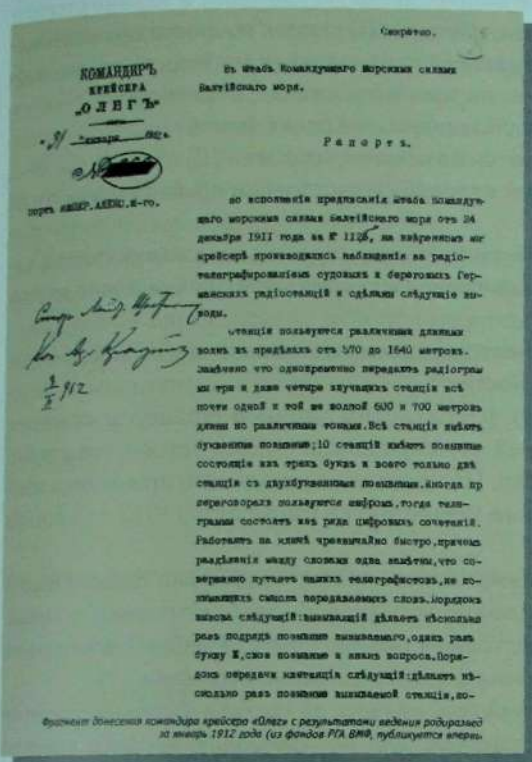 Секретно.
КОМАНДИРЪ
КРЕЙСЕРА
„ОЛЕГЪ“
января
портъ ИМПЕР. АЛЕКС. III-го.
Въ Штабъ Командующаго Морскими силами
Балтійскаго моря.
Рапортъ.
Во исполненіе предписанія Штаба Командую-
щаго морскими силами Балтійскаго моря отъ 24
декабря 1911 года за № 1126, на ввѣренномъ мнѣ
крейсерѣ производились наблюденія за радіо-
телеграфированіемъ судовыхъ и береговыхъ Гер-
манскихъ радіостанцій и сдѣланы слѣдующіе вы-
воды.
Станціи пользуются различными длинами
волнъ въ предѣлахъ отъ 570 до 1640 метровъ.
Замѣчено что одновременно передаютъ радіограм
мы три и даже четыре звучащихъ станціи всѣ
почти одной и той же волной 600 и 700 метровъ
длины но различными тонами. Всѣ станціи имѣютъ
буквенные позывные; 10 станцій имѣютъ позывные
состоящіе изъ трехъ буквъ и всего только двѣ
станціи съ двухбуквенными позывными. Иногда пр
переговорахъ пользуются шифромъ, тогда теле-
граммы состоятъ изъ ряда цифровыхъ сочетаній.
Работаютъ на ключѣ чрезвычайно быстро, причемъ
раздѣленія между словами едва замѣтны, что со-
вершенно путаетъ нашихъ телеграфистовъ, не по-
нимающихъ смысла передаваемыхъ словъ. Порядокъ
вызова слѣдующій: вызывающій дѣлаетъ нѣсколько
разъ подрядъ позывные вызываемаго, одинъ разъ
букву Ж, свои позывные и знакъ вопроса. Поря-
докъ передачи квитанціи слѣдующій: дѣлаютъ нѣ-
сколько разъ позывные вызываемой станціи, по-
Фрагмент донесения командира крейсера «Олег» с результатами ведения радиразвед
за январь 1912 года (из фондов РГА ВМФ, публикуется впервы